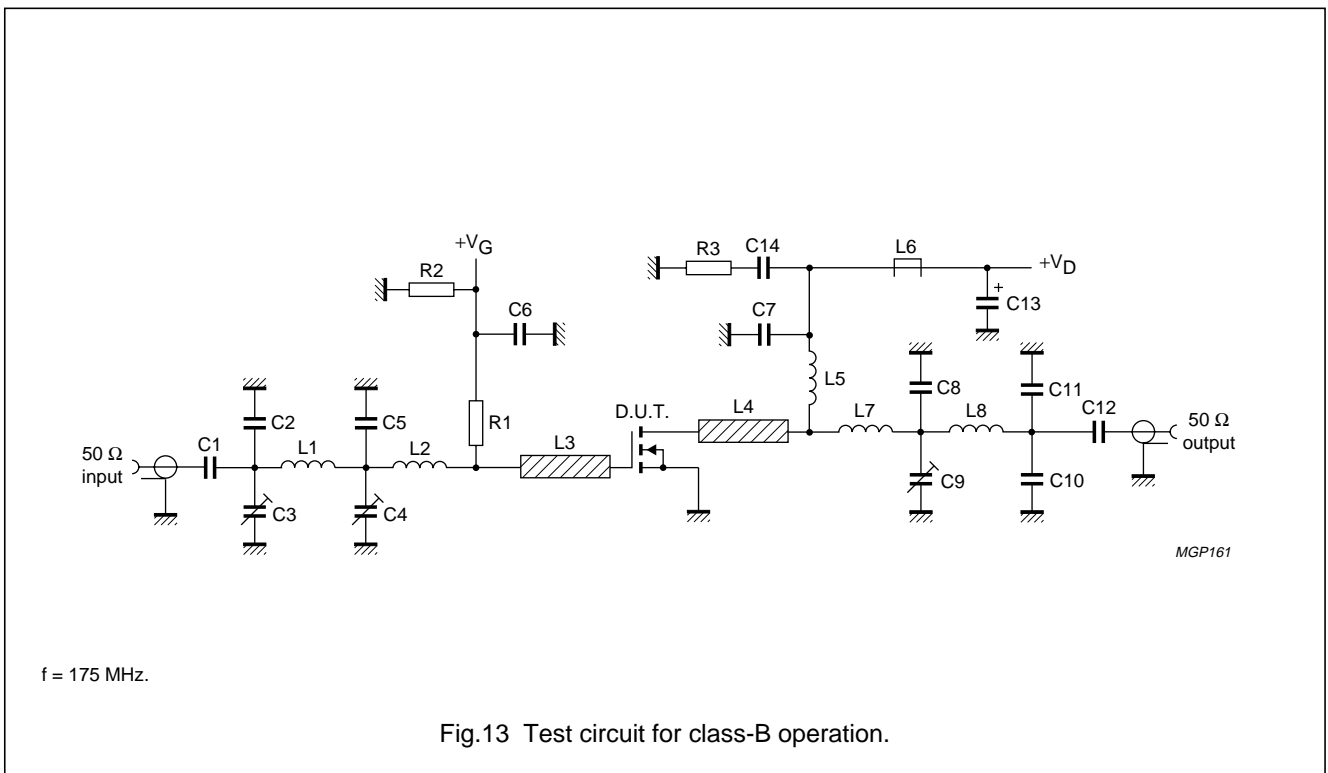 +V_G
R2
C6
R1
R3
C14
L6
+V_D
C13
C7
L5
C8
C11
C12
50 Ω
output
50 Ω
input
C1
C2
L1
C5
L2
L3
D.U.T.
L4
L7
L8
C3
C4
C9
C10
MGP161
f = 175 MHz.
Fig.13 Test circuit for class-B operation.